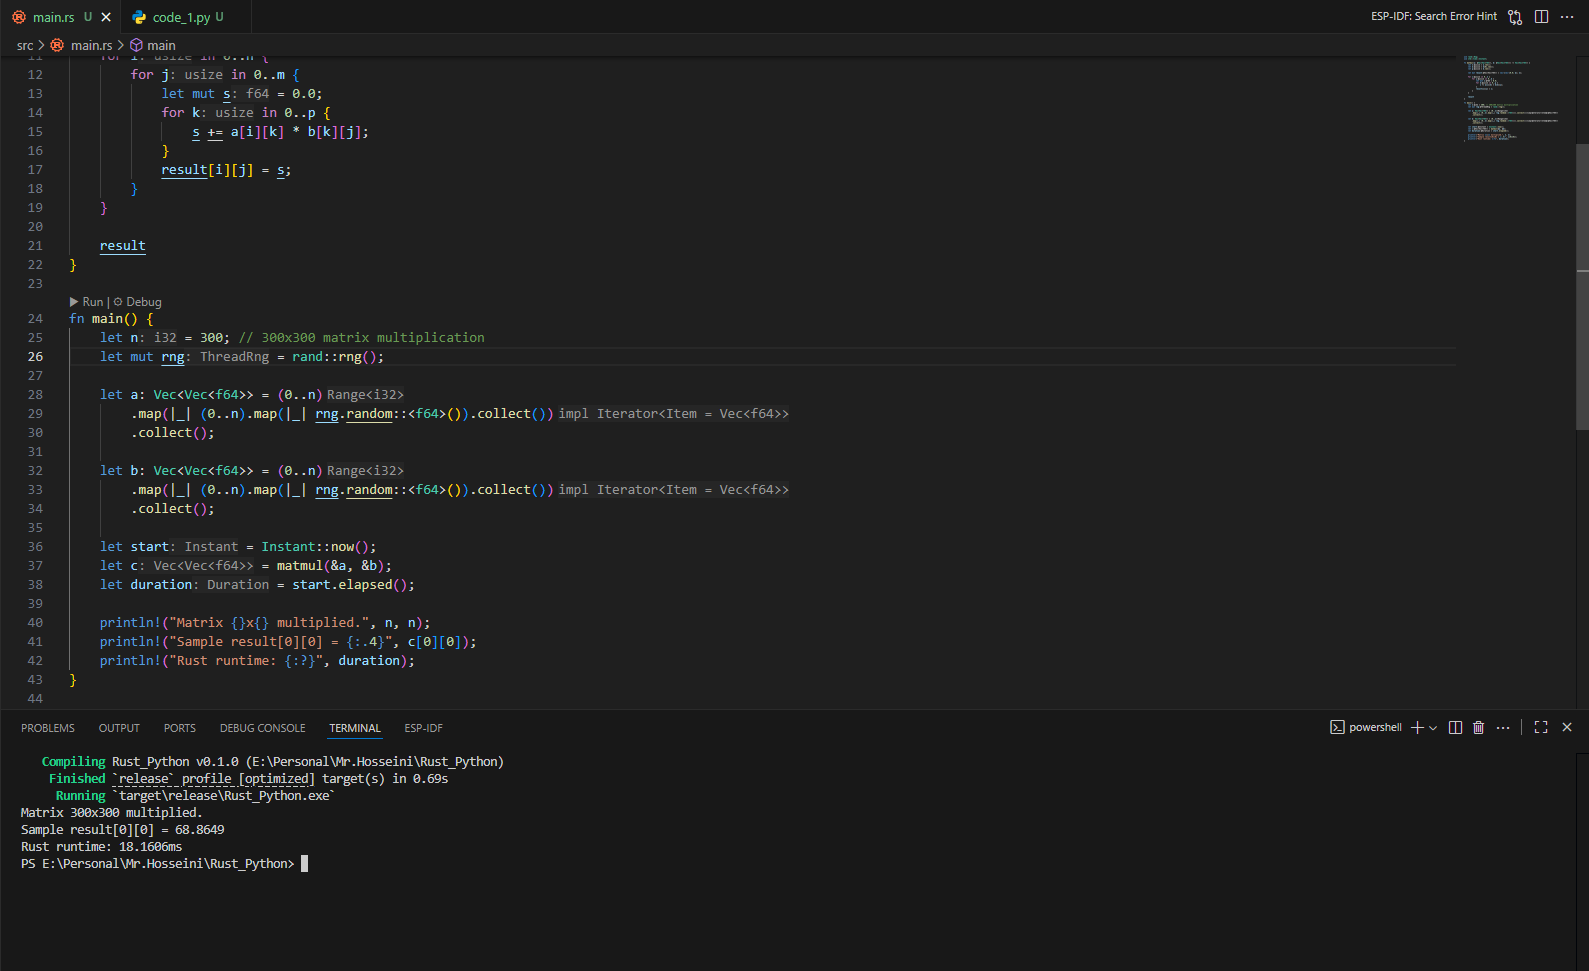 main.rs U
code_1.py U
ESP-IDF: Search Error Hint
src > main.rs > main
11 for i: usize in 0..n {
12 for j: usize in 0..m {
13 let mut s: f64 = 0.0;
14 for k: usize in 0..p {
15 s += a[i][k] * b[k][j];
16 }
17 result[i][j] = s;
18 }
19 }
20
21 result
22 }
23
Run | Debug
24 fn main() {
25 let n: i32 = 300; // 300x300 matrix multiplication
26 let mut rng: ThreadRng = rand::rng();
27
28 let a: Vec<Vec<f64>> = (0..n) Range<i32>
29 .map(|_| (0..n).map(|_| rng.random::<f64>()).collect()) impl Iterator<Item = Vec<f64>>
30 .collect();
31
32 let b: Vec<Vec<f64>> = (0..n) Range<i32>
33 .map(|_| (0..n).map(|_| rng.random::<f64>()).collect()) impl Iterator<Item = Vec<f64>>
34 .collect();
35
36 let start: Instant = Instant::now();
37 let c: Vec<Vec<f64>> = matmul(&a, &b);
38 let duration: Duration = start.elapsed();
39
40 println!("Matrix {}x{} multiplied.", n, n);
41 println!("Sample result[0][0] = {:.4}", c[0][0]);
42 println!("Rust runtime: {:?}", duration);
43 }
44
PROBLEMS OUTPUT PORTS DEBUG CONSOLE TERMINAL ESP-IDF
powershell
Compiling Rust_Python v0.1.0 (E:\Personal\Mr.Hosseini\Rust_Python)
Finished `release` profile [optimized] target(s) in 0.69s
Running `target\release\Rust_Python.exe`
Matrix 300x300 multiplied.
Sample result[0][0] = 68.8649
Rust runtime: 18.1606ms
PS E:\Personal\Mr.Hosseini\Rust_Python>